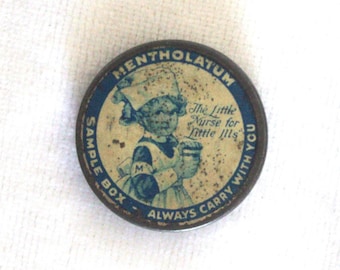 MENTHOLATUM
The Little
Nurse for
Little Ills
M
SAMPLE BOX - ALWAYS CARRY WITH YOU